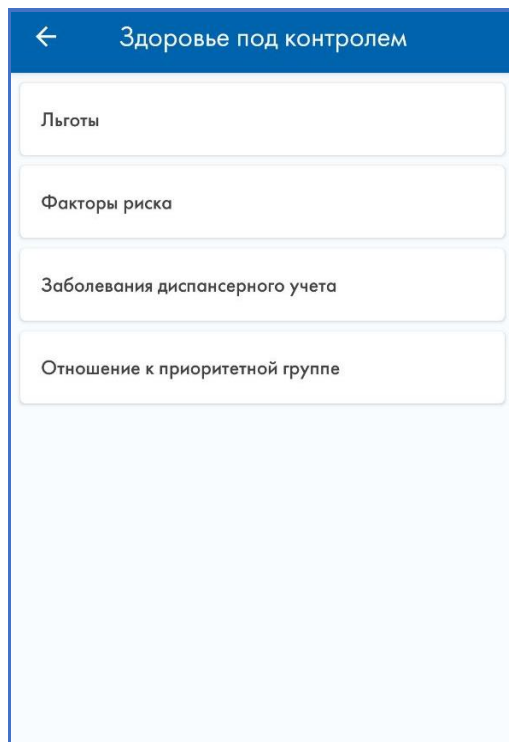 Здоровье под контролем
Льготы
Факторы риска
Заболевания диспансерного учета
Отношение к приоритетной группе